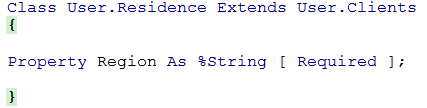 Class User.Residence Extends User.Clients
{
Property Region As %String [ Required ];
}